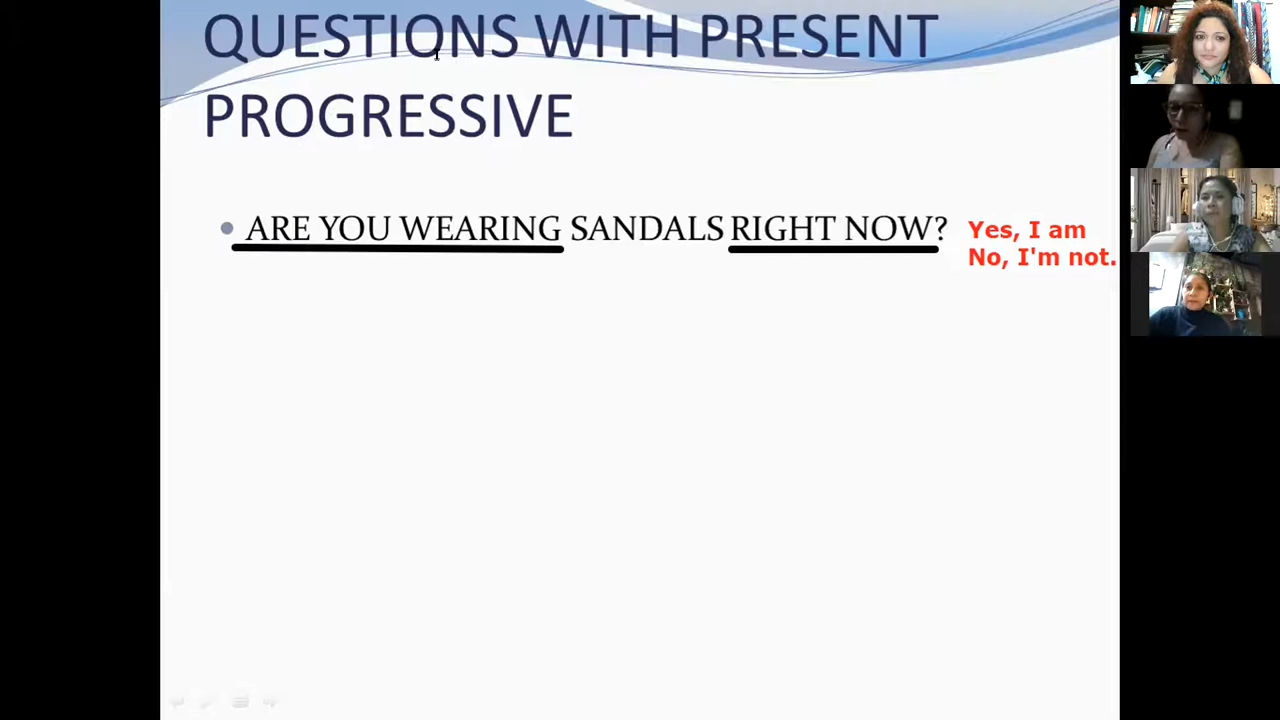 QUESTIONS WITH PRESENT
PROGRESSIVE
ARE YOU WEARING SANDALS RIGHT NOW?
Yes, I am
No, I'm not.